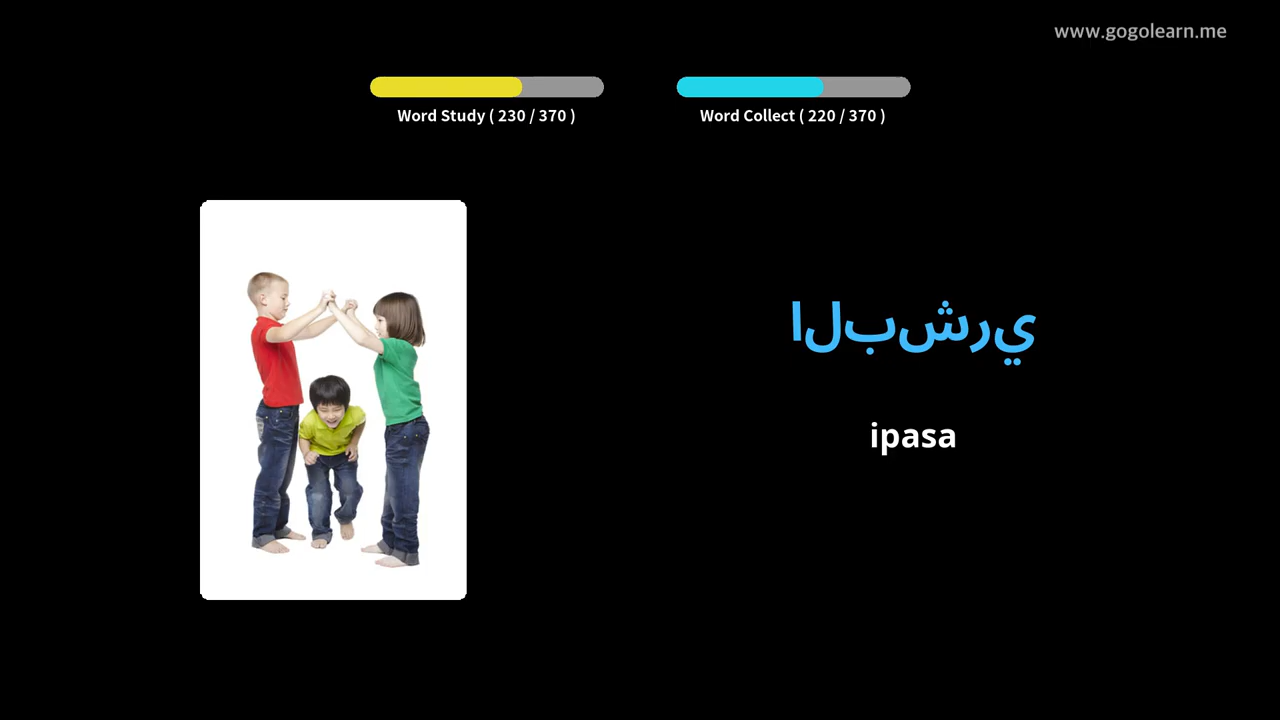 www.gogolearn.me
Word Study ( 230 / 370 )
Word Collect ( 220 / 370 )
البشري
ipasa